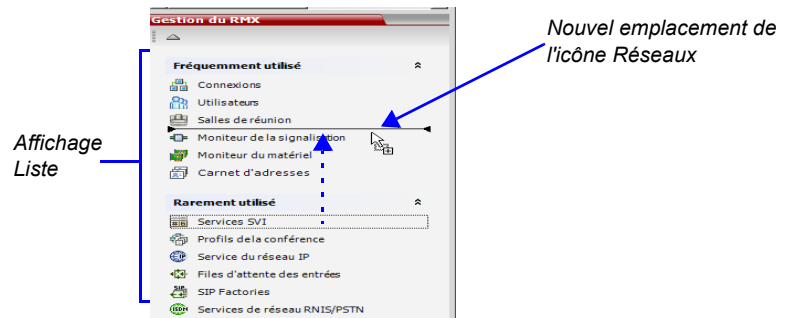 Gestion du RMX
Nouvel emplacement de
l'icône Réseaux
Fréquemment utilisé
Connexions
Utilisateurs
Salles de réunion
Moniteur de la signalisation
Moniteur du matériel
Carnet d'adresses
Affichage
Liste
Rarement utilisé
Services SVI
Profils dela conférence
Service du réseau IP
Files d'attente des entrées
SIP Factories
Services de réseau RNIS/PSTN